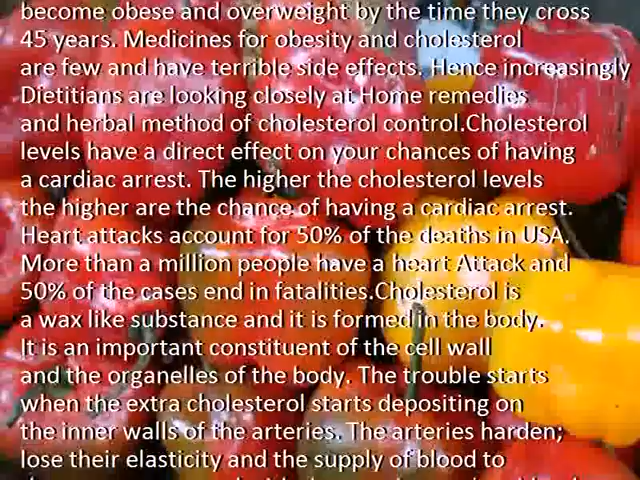 become obese and overweight by the time they cross
45 years. Medicines for obesity and cholesterol
are few and have terrible side effects. Hence increasingly
Dietitians are looking closely at Home remedies
and herbal method of cholesterol control.Cholesterol
levels have a direct effect on your chances of having
a cardiac arrest. The higher the cholesterol levels
the higher are the chance of having a cardiac arrest.
Heart attacks account for 50% of the deaths in USA.
More than a million people have a heart Attack and
50% of the cases end in fatalities.Cholesterol is
a wax like substance and it is formed in the body.
It is an important constituent of the cell wall
and the organelles of the body. The trouble starts
when the extra cholesterol starts depositing on
the inner walls of the arteries. The arteries harden;
lose their elasticity and the supply of blood to